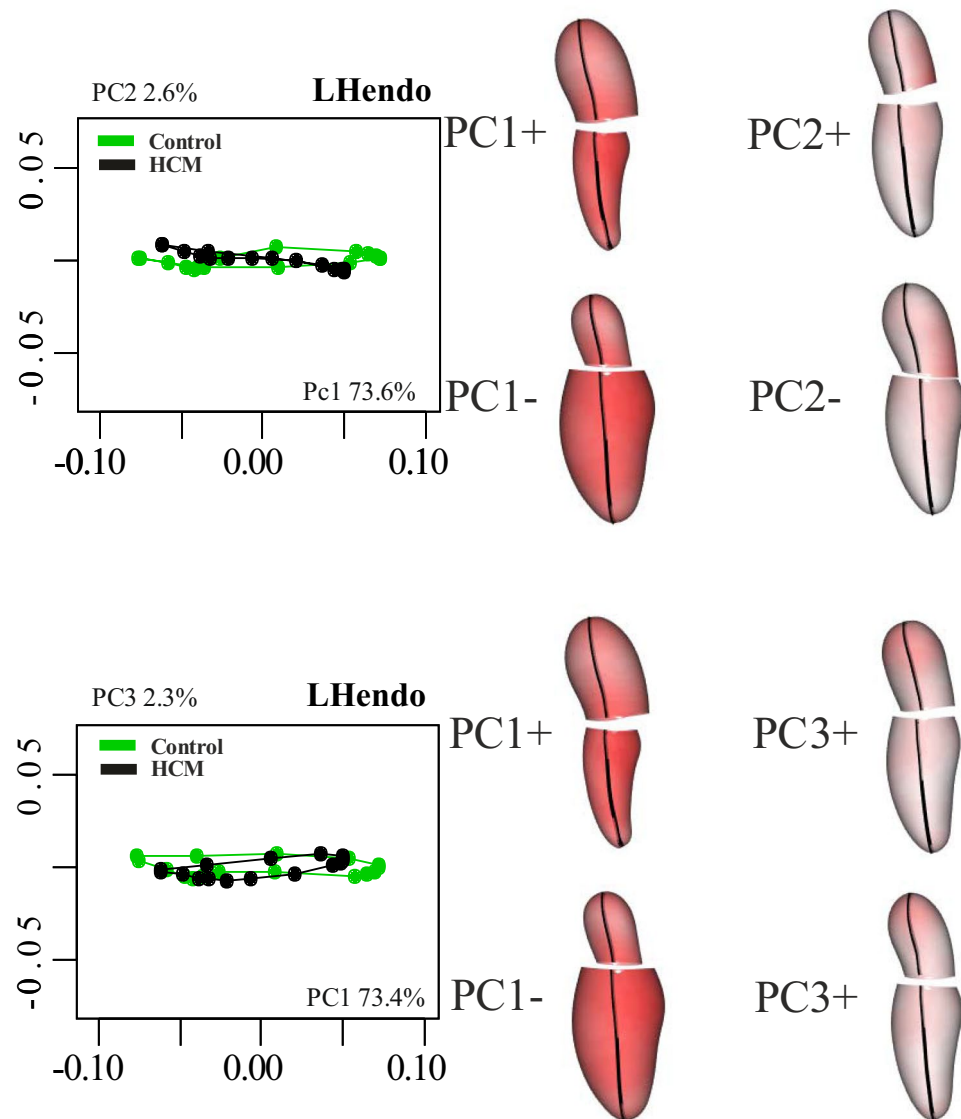 PC2 2.6%
LHendo
Control
HCM
0.05
-0.05
Pc1 73.6%
-0.10
0.00
0.10
PC1+
PC2+
PC1-
PC2-
PC3 2.3%
LHendo
Control
HCM
0.05
-0.05
PC1 73.4%
-0.10
0.00
0.10
PC1+
PC3+
PC1-
PC3+